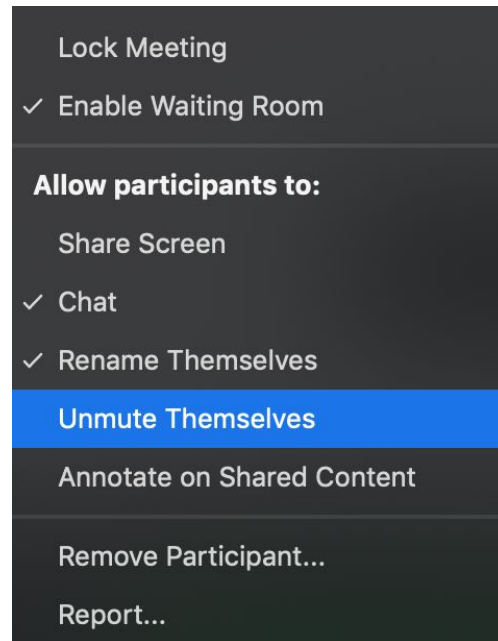 Lock Meeting
✓ Enable Waiting Room
Allow participants to:
Share Screen
✓ Chat
✓ Rename Themselves
Unmute Themselves
Annotate on Shared Content
Remove Participant...
Report...